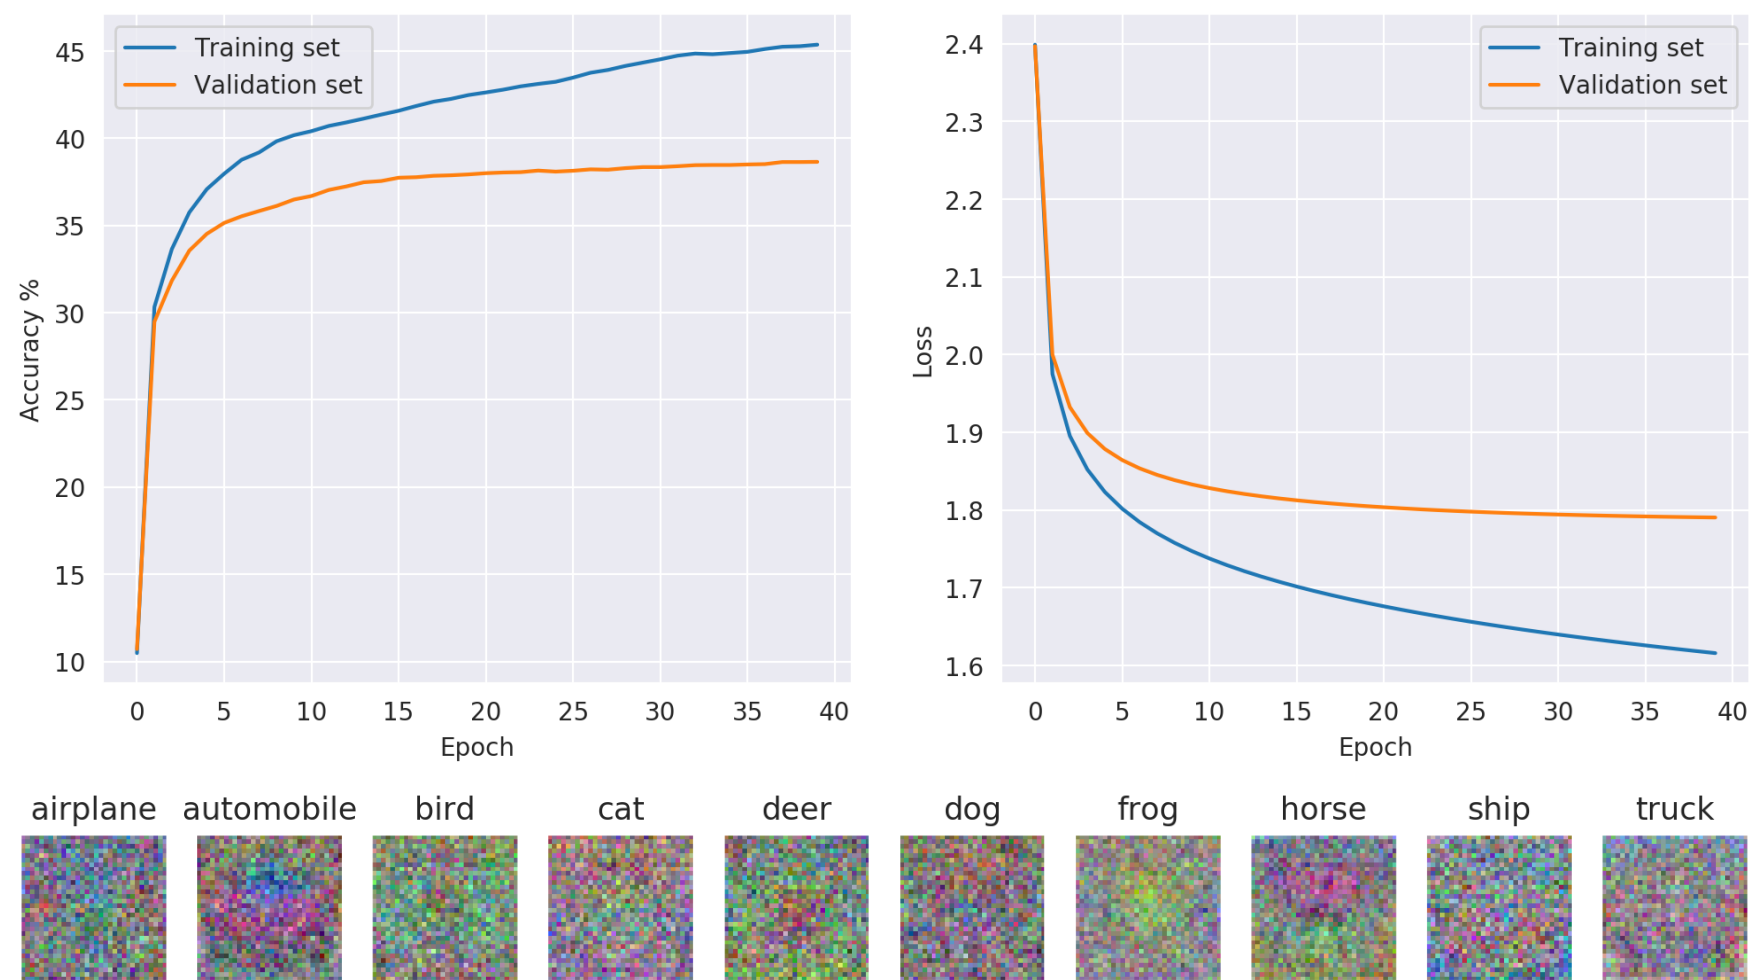 Accuracy %
45
40
35
30
25
20
15
10
Training set
Validation set
0 5 10 15 20 25 30 35 40
Epoch
Loss
2.4
2.3
2.2
2.1
2.0
1.9
1.8
1.7
1.6
Training set
Validation set
0 5 10 15 20 25 30 35 40
Epoch
airplane automobile bird cat deer dog frog horse ship truck